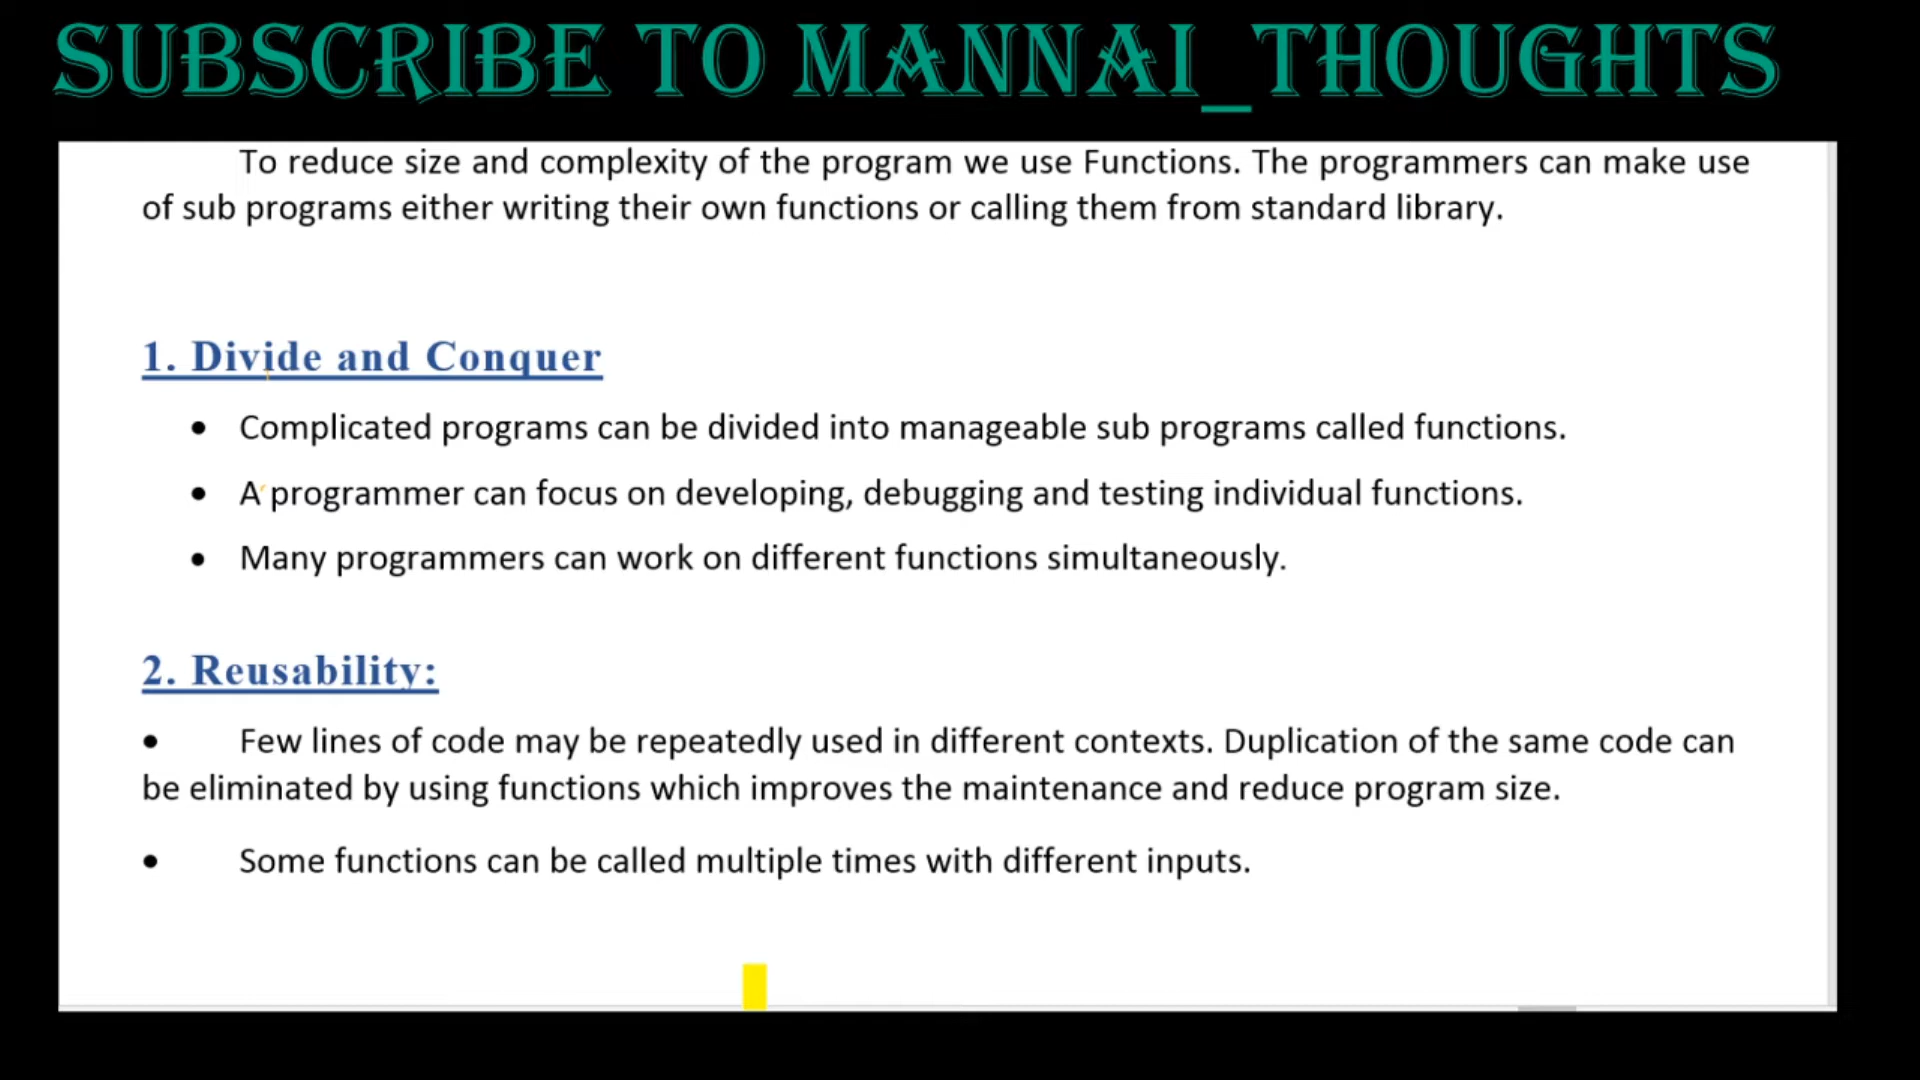 SUBSCRIBE TO MANNAI_THOUGHTS
To reduce size and complexity of the program we use Functions. The programmers can make use
of sub programs either writing their own functions or calling them from standard library.
1. Divide and Conquer
• Complicated programs can be divided into manageable sub programs called functions.
• A programmer can focus on developing, debugging and testing individual functions.
• Many programmers can work on different functions simultaneously.
2. Reusability:
• Few lines of code may be repeatedly used in different contexts. Duplication of the same code can
be eliminated by using functions which improves the maintenance and reduce program size.
• Some functions can be called multiple times with different inputs.